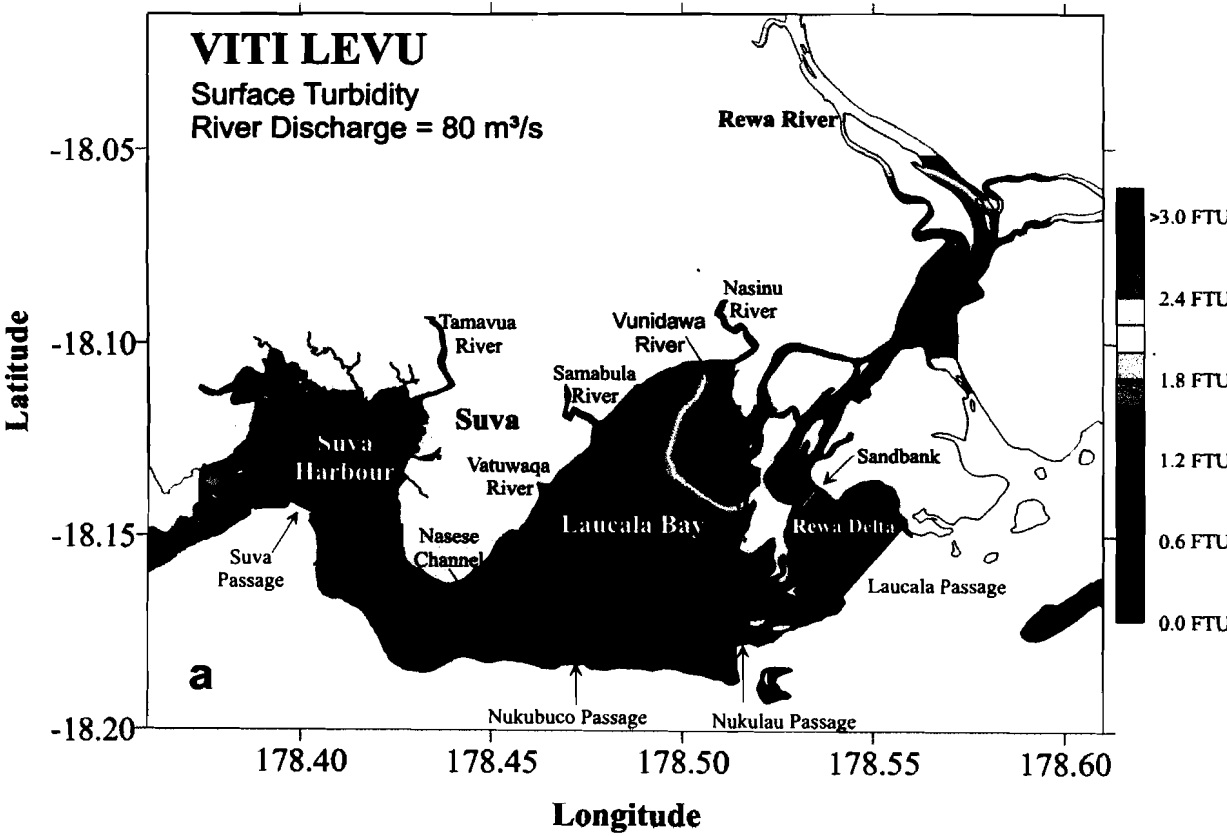 VITI LEVU
Surface Turbidity
River Discharge = 80 m³/s
Rewa River
-18.05
>3.0 FTU
2.4 FTU
1.8 FTU
1.2 FTU
0.6 FTU
0.0 FTU
Nasinu
River
Vunidawa
River
Tamavua
River
-18.10
Samabula
River
Suva
Suva
Harbour
Vatuwaqa
River
Sandbank
Laucala Bay
Rewa Delta
-18.15
Nasese
Channel
Suva
Passage
Laucala Passage
a
Nukubuco Passage
Nukulau Passage
-18.20
178.40
178.45
178.50
178.55
178.60
Latitude
Longitude